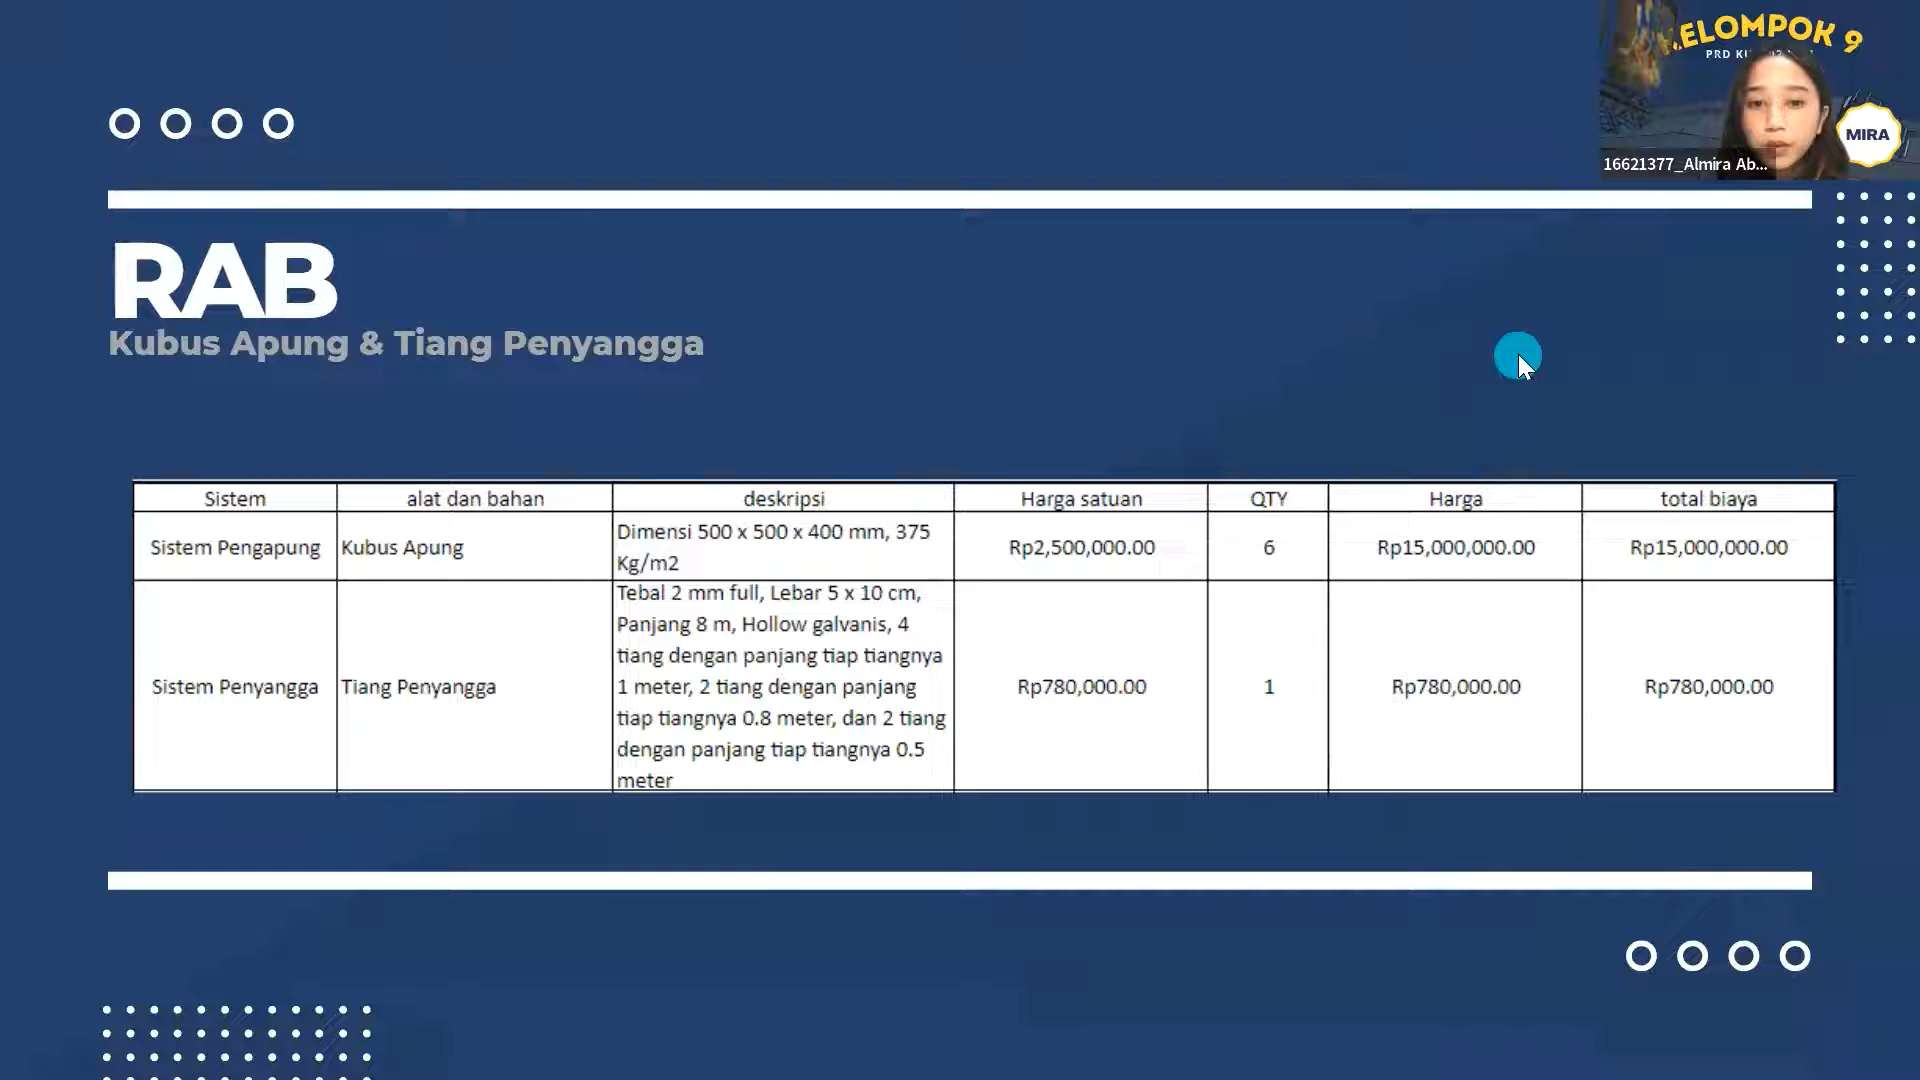 ELOMPOK 9
PRD KU
MIRA
16621377_Almira Ab...
RAB
Kubus Apung & Tiang Penyangga
Sistem alat dan bahan deskripsi Harga satuan QTY Harga total biaya
Sistem Pengapung Kubus Apung Dimensi 500 x 500 x 400 mm, 375
Kg/m2 Rp2,500,000.00 6 Rp15,000,000.00 Rp15,000,000.00
Sistem Penyangga Tiang Penyangga Tebal 2 mm full, Lebar 5 x 10 cm,
Panjang 8 m, Hollow galvanis, 4
tiang dengan panjang tiap tiangnya
1 meter, 2 tiang dengan panjang
tiap tiangnya 0.8 meter, dan 2 tiang
dengan panjang tiap tiangnya 0.5
meter Rp780,000.00 1 Rp780,000.00 Rp780,000.00